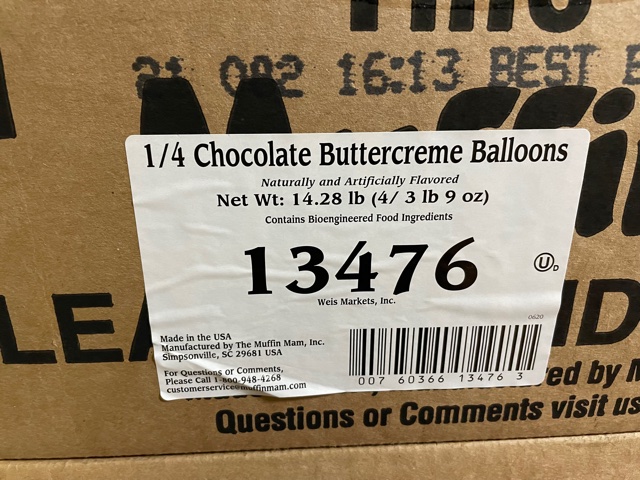 21 092 16:13 BEST
1/4 Chocolate Buttercreme Balloons
Naturally and Artificially Flavored
Net Wt: 14.28 lb (4/ 3 lb 9 oz)
Contains Bioengineered Food Ingredients
13476
Weis Markets, Inc.
U D
0620
Made in the USA
Manufactured by The Muffin Mam, Inc.
Simpsonville, SC 29681 USA
For Questions or Comments,
Please Call 1-800-948-4268
customerservice@muffinmam.com
007 60366 13476 3
ed by
Questions or Comments visit us